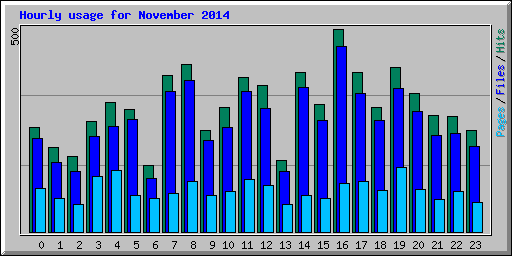 Hourly usage for November 2014
500
Pages / Files / Hits
0 1 2 3 4 5 6 7 8 9 10 11 12 13 14 15 16 17 18 19 20 21 22 23